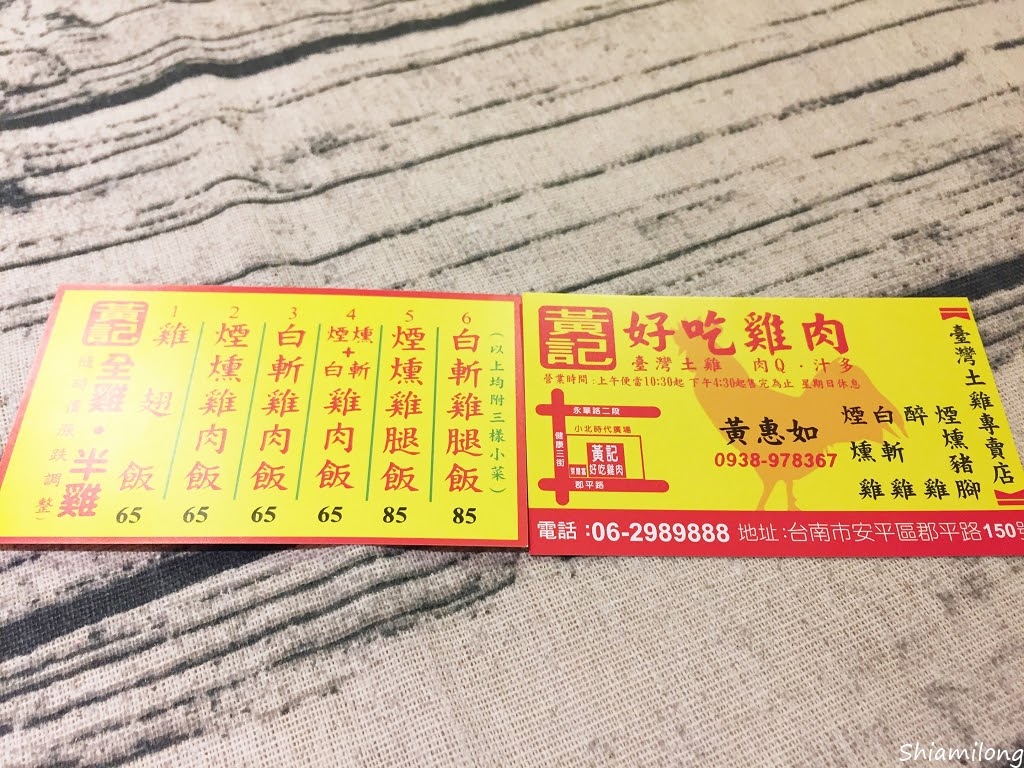 黃記
全雞•半雞
(隨時價漲跌調整)
1 雞翅飯 65
2 煙燻雞肉飯 65
3 白斬雞肉飯 65
4 煙燻+白斬雞肉飯 65
5 煙燻雞腿飯 85
6 白斬雞腿飯 85
(以上均附三樣小菜)
黃記
好吃雞肉
臺灣土雞 肉Q·汁多
營業時間:上午便當10:30起 下午4:30起售完為止 星期日休息
永華路二段
健康三街
小北時代廣場
黃記
好吃雞肉
郡平路
黃惠如
0938-978367
煙燻雞
白斬雞
醉雞
煙燻豬腳
臺灣土雞專賣店
電話:06-2989888 地址:台南市安平區郡平路150號
Shiamilong